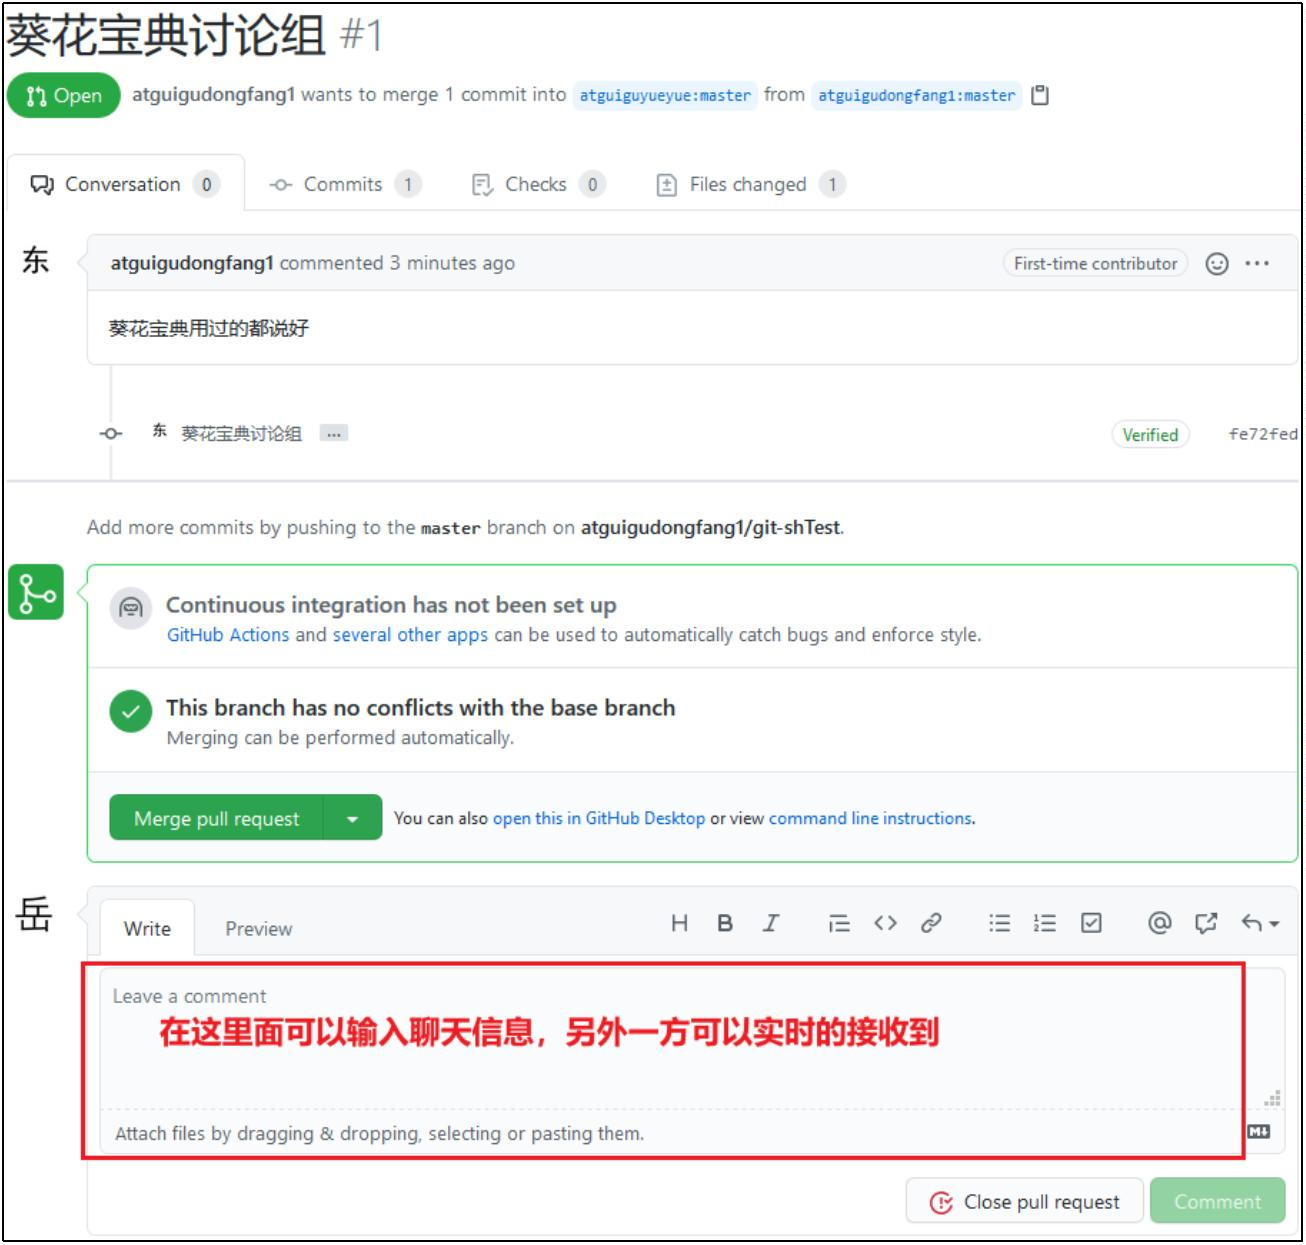 葵花宝典讨论组 #1
Open atguigudongfang1 wants to merge 1 commit into atguiguyueyue:master from atguigudongfang1:master
Conversation 0 Commits 1 Checks 0 Files changed 1
东 atguigudongfang1 commented 3 minutes ago First-time contributor
葵花宝典用过的都说好
东 葵花宝典讨论组 ... Verified fe72fed
Add more commits by pushing to the master branch on atguigudongfang1/git-shTest.
Continuous integration has not been set up
GitHub Actions and several other apps can be used to automatically catch bugs and enforce style.
This branch has no conflicts with the base branch
Merging can be performed automatically.
Merge pull request You can also open this in GitHub Desktop or view command line instructions.
岳 Write Preview H B I
Leave a comment
在这里面可以输入聊天信息，另外一方可以实时的接收到
Attach files by dragging & dropping, selecting or pasting them.
Close pull request Comment